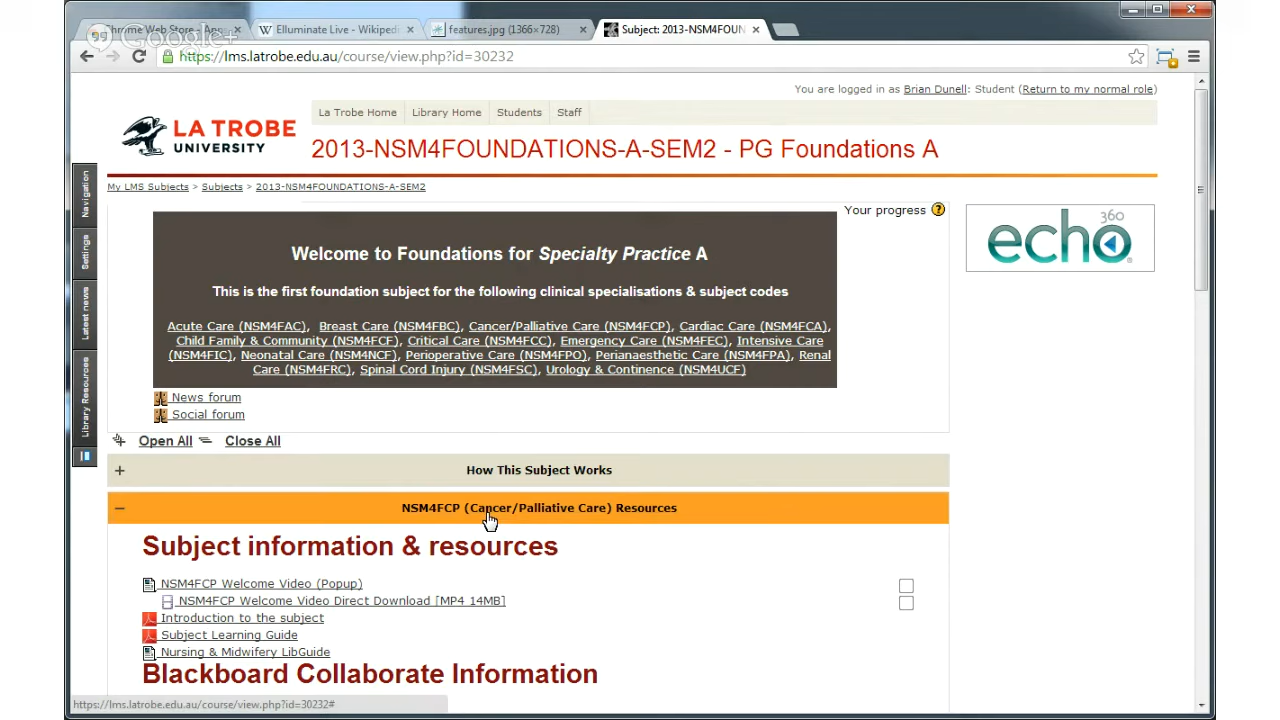 Chrome Web Store - App
Elluminate Live - Wikiped
features.jpg (1366×728)
Subject: 2013-NSM4FOUN
Google+
https://lms.latrobe.edu.au/course/view.php?id=30232
You are logged in as Brian Dunell: Student (Return to my normal role)
La Trobe Home
Library Home
Students
Staff
LA TROBE
UNIVERSITY
2013-NSM4FOUNDATIONS-A-SEM2 - PG Foundations A
My LMS Subjects > Subjects > 2013-NSM4FOUNDATIONS-A-SEM2
Navigation
Settings
Latest news
Library Resources
Your progress
Welcome to Foundations for Specialty Practice A
This is the first foundation subject for the following clinical specialisations & subject codes
Acute Care (NSM4FAC), Breast Care (NSM4FBC), Cancer/Palliative Care (NSM4FCP), Cardiac Care (NSM4FCA),
Child Family & Community (NSM4FCF), Critical Care (NSM4FCC), Emergency Care (NSM4FEC), Intensive Care
(NSM4FIC), Neonatal Care (NSM4NCF), Perioperative Care (NSM4FPO), Perianaesthetic Care (NSM4FPA), Renal
Care (NSM4FRC), Spinal Cord Injury (NSM4FSC), Urology & Continence (NSM4UCF)
echo
360
News forum
Social forum
Open All
Close All
How This Subject Works
NSM4FCP (Cancer/Palliative Care) Resources
Subject information & resources
NSM4FCP Welcome Video (Popup)
NSM4FCP Welcome Video Direct Download [MP4 14MB]
Introduction to the subject
Subject Learning Guide
Nursing & Midwifery LibGuide
Blackboard Collaborate Information
https://lms.latrobe.edu.au/course/view.php?id=30232#